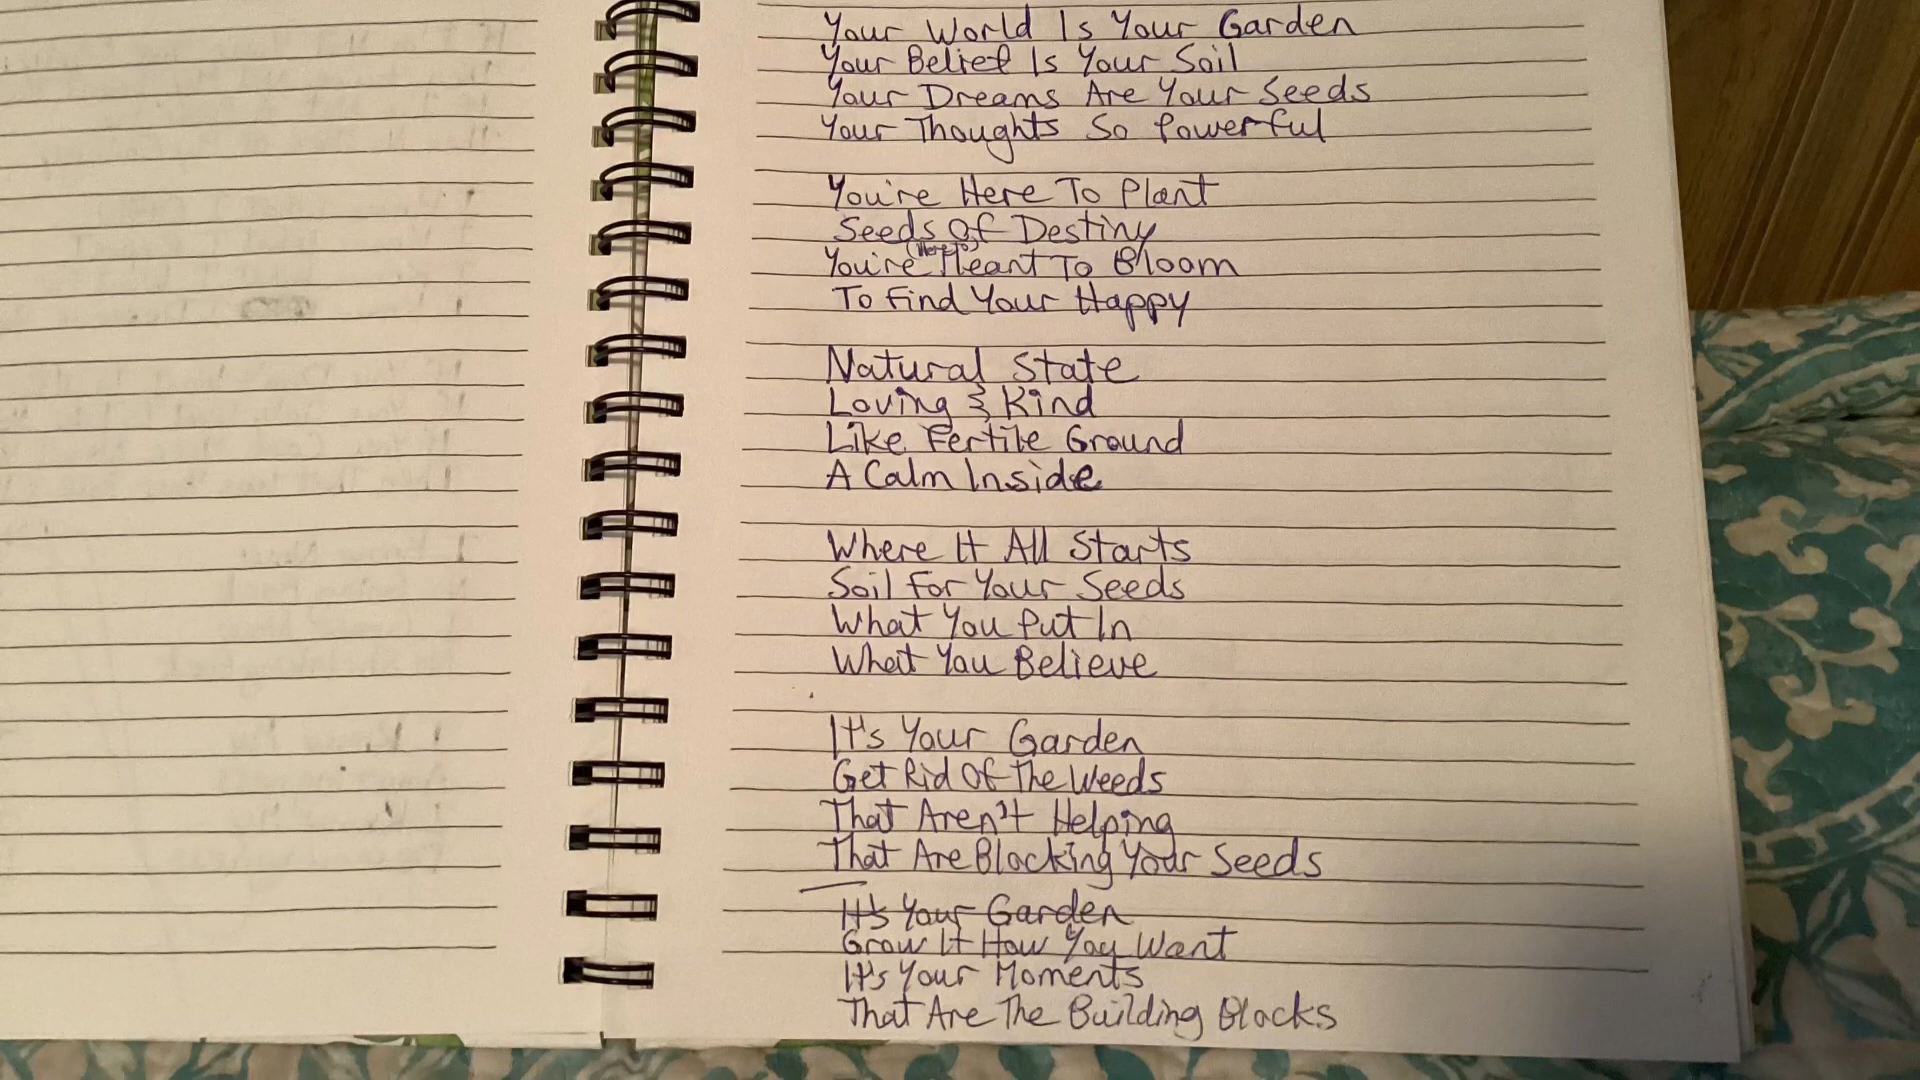 Your World Is Your Garden
Your Belief Is Your Soil
Your Dreams Are Your Seeds
Your Thoughts So Powerful
You're Here To Plant
Seeds Of Destiny
(Here To)
You're Meant To Bloom
To Find Your Happy
Natural State
Loving & Kind
Like Fertile Ground
A Calm Inside
Where It All Starts
Soil For Your Seeds
What You Put In
What You Believe
It's Your Garden
Get Rid Of The Weeds
That Aren't Helping
That Are Blocking Your Seeds
It's Your Garden
Grow It How You Want
It's Your Moments
That Are The Building Blocks